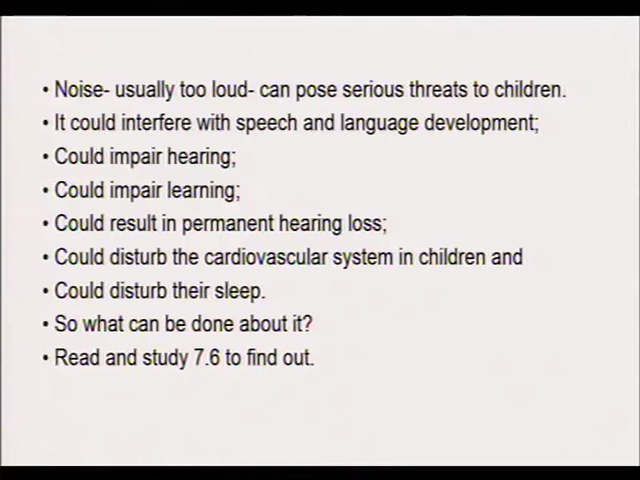 • Noise- usually too loud- can pose serious threats to children.
• It could interfere with speech and language development;
• Could impair hearing;
• Could impair learning;
• Could result in permanent hearing loss;
• Could disturb the cardiovascular system in children and
• Could disturb their sleep.
• So what can be done about it?
• Read and study 7.6 to find out.